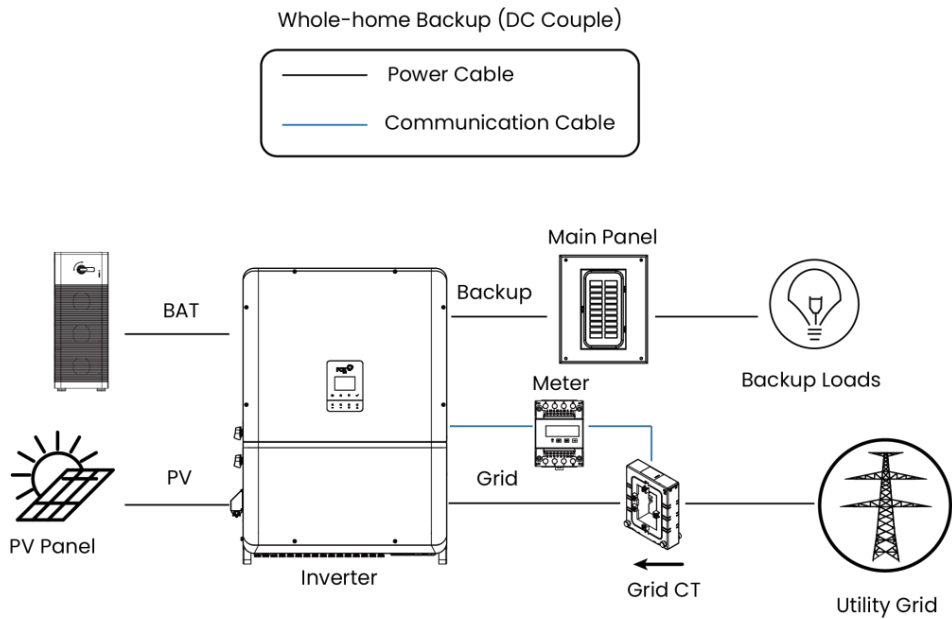 Whole-home Backup (DC Couple)
Power Cable
Communication Cable
Main Panel
BAT
Backup
Backup Loads
Meter
PV
Grid
PV Panel
Inverter
Grid CT
Utility Grid